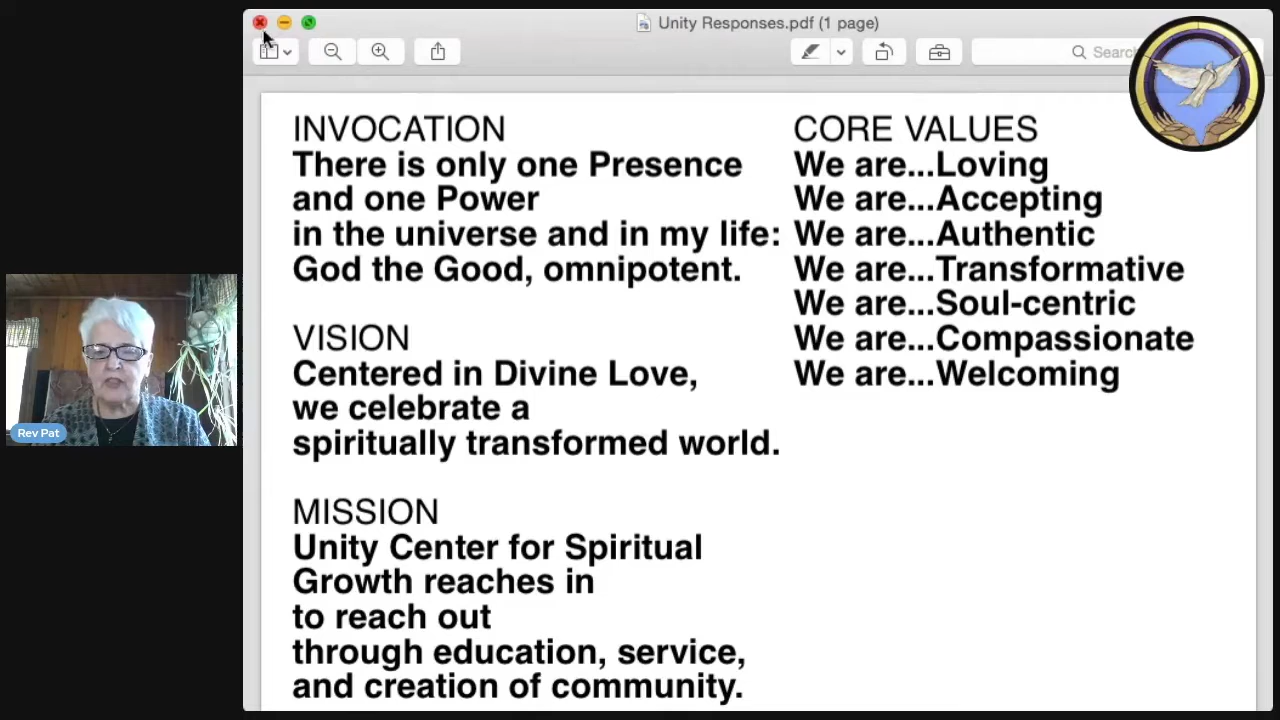 Unity Responses.pdf (1 page)
Search
INVOCATION
There is only one Presence
and one Power
in the universe and in my life:
God the Good, omnipotent.
VISION
Centered in Divine Love,
we celebrate a
spiritually transformed world.
MISSION
Unity Center for Spiritual
Growth reaches in
to reach out
through education, service,
and creation of community.
CORE VALUES
We are...Loving
We are...Accepting
We are...Authentic
We are...Transformative
We are...Soul-centric
We are...Compassionate
We are...Welcoming
Rev Pat